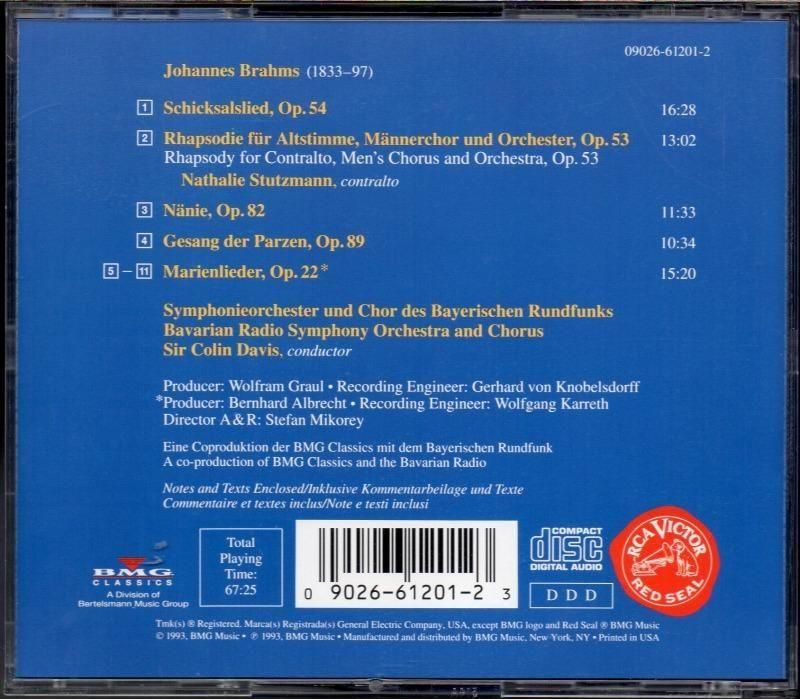 09026-61201-2
Johannes Brahms (1833–97)
1 Schicksalslied, Op. 54 16:28
2 Rhapsodie für Altstimme, Männerchor und Orchester, Op. 53 13:02
Rhapsody for Contralto, Men's Chorus and Orchestra, Op. 53
Nathalie Stutzmann, contralto
3 Nänie, Op. 82 11:33
4 Gesang der Parzen, Op. 89 10:34
5 – 11 Marienlieder, Op. 22* 15:20
Symphonieorchester und Chor des Bayerischen Rundfunks
Bavarian Radio Symphony Orchestra and Chorus
Sir Colin Davis, conductor
Producer: Wolfram Graul • Recording Engineer: Gerhard von Knobelsdorff
*Producer: Bernhard Albrecht • Recording Engineer: Wolfgang Karreth
Director A&R: Stefan Mikorey
Eine Coproduktion der BMG Classics mit dem Bayerischen Rundfunk
A co-production of BMG Classics and the Bavarian Radio
Notes and Texts Enclosed/Inklusive Kommentarbeilage und Texte
Commentaire et textes inclus/Note e testi inclusi
BMG
CLASSICS
A Division of
Bertelsmann Music Group
Total
Playing
Time:
67:25
0 9026-61201-2 3
COMPACT
disc
DIGITAL AUDIO
DDD
RCA VICTOR
RED SEAL
Tmk(s) ® Registered. Marca(s) Registrada(s) General Electric Company, USA, except BMG logo and Red Seal ® BMG Music
© 1993, BMG Music • ℗ 1993, BMG Music • Manufactured and distributed by BMG Music, New York, NY • Printed in USA